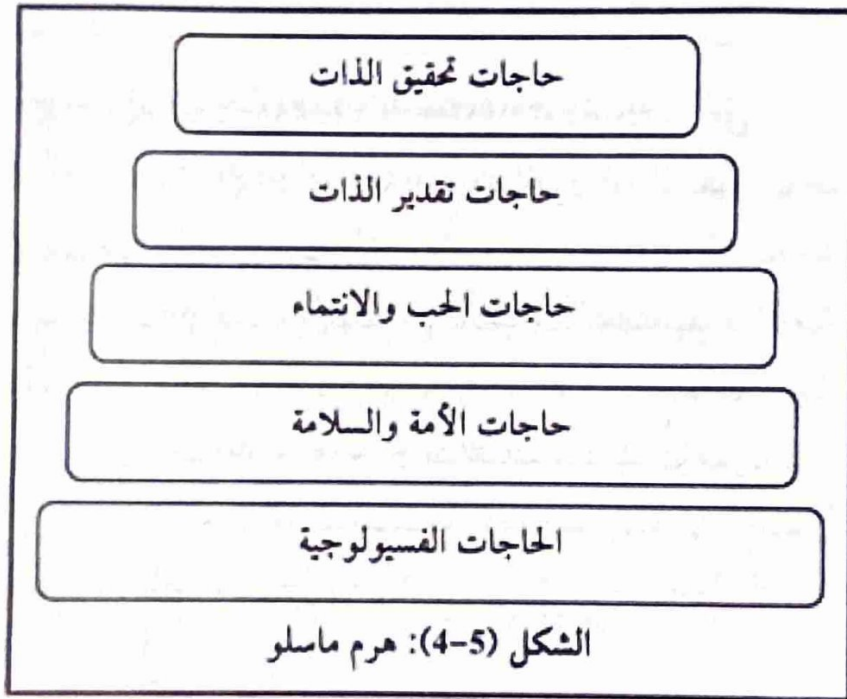 حاجات تحقيق الذات
حاجات تقدير الذات
حاجات الحب والانتماء
حاجات الأمة والسلامة
الحاجات الفسيولوجية
الشكل (5-4): هرم ماسلو